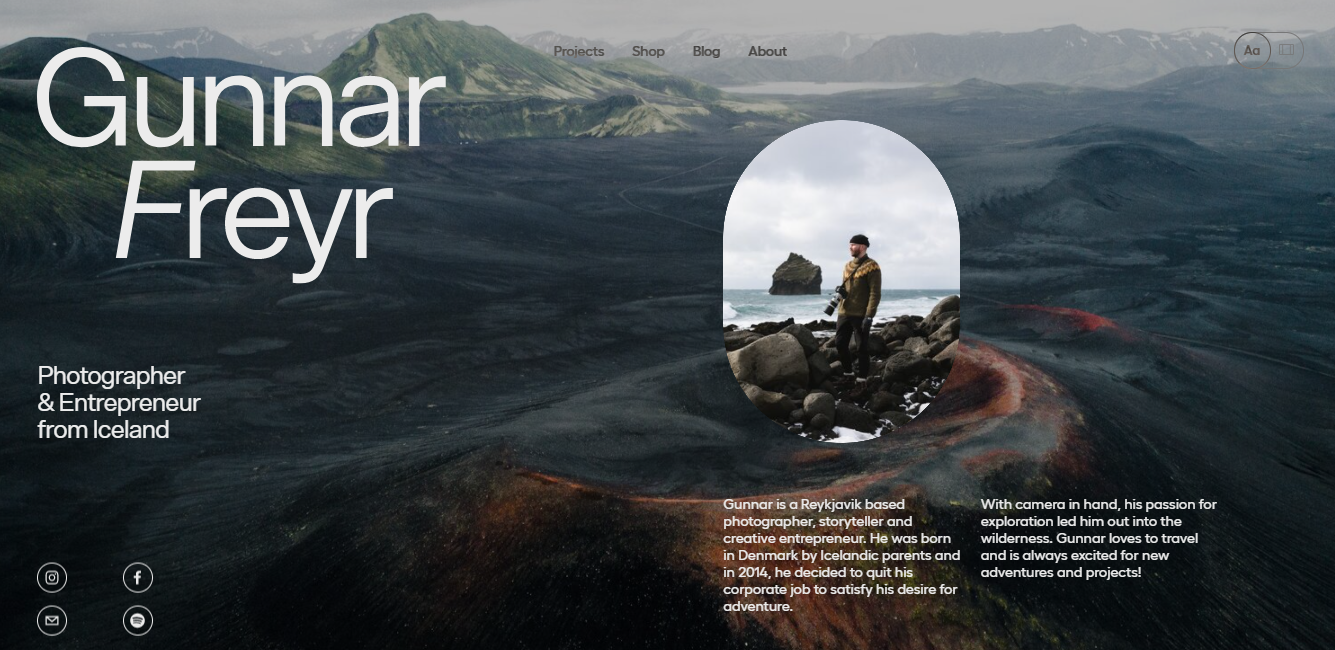 Projects Shop Blog About
Aa
Gunnar
Freyr
Photographer
& Entrepreneur
from Iceland
Gunnar is a Reykjavik based
photographer, storyteller and
creative entrepreneur. He was born
in Denmark by Icelandic parents and
in 2014, he decided to quit his
corporate job to satisfy his desire for
adventure.
With camera in hand, his passion for
exploration led him out into the
wilderness. Gunnar loves to travel
and is always excited for new
adventures and projects!